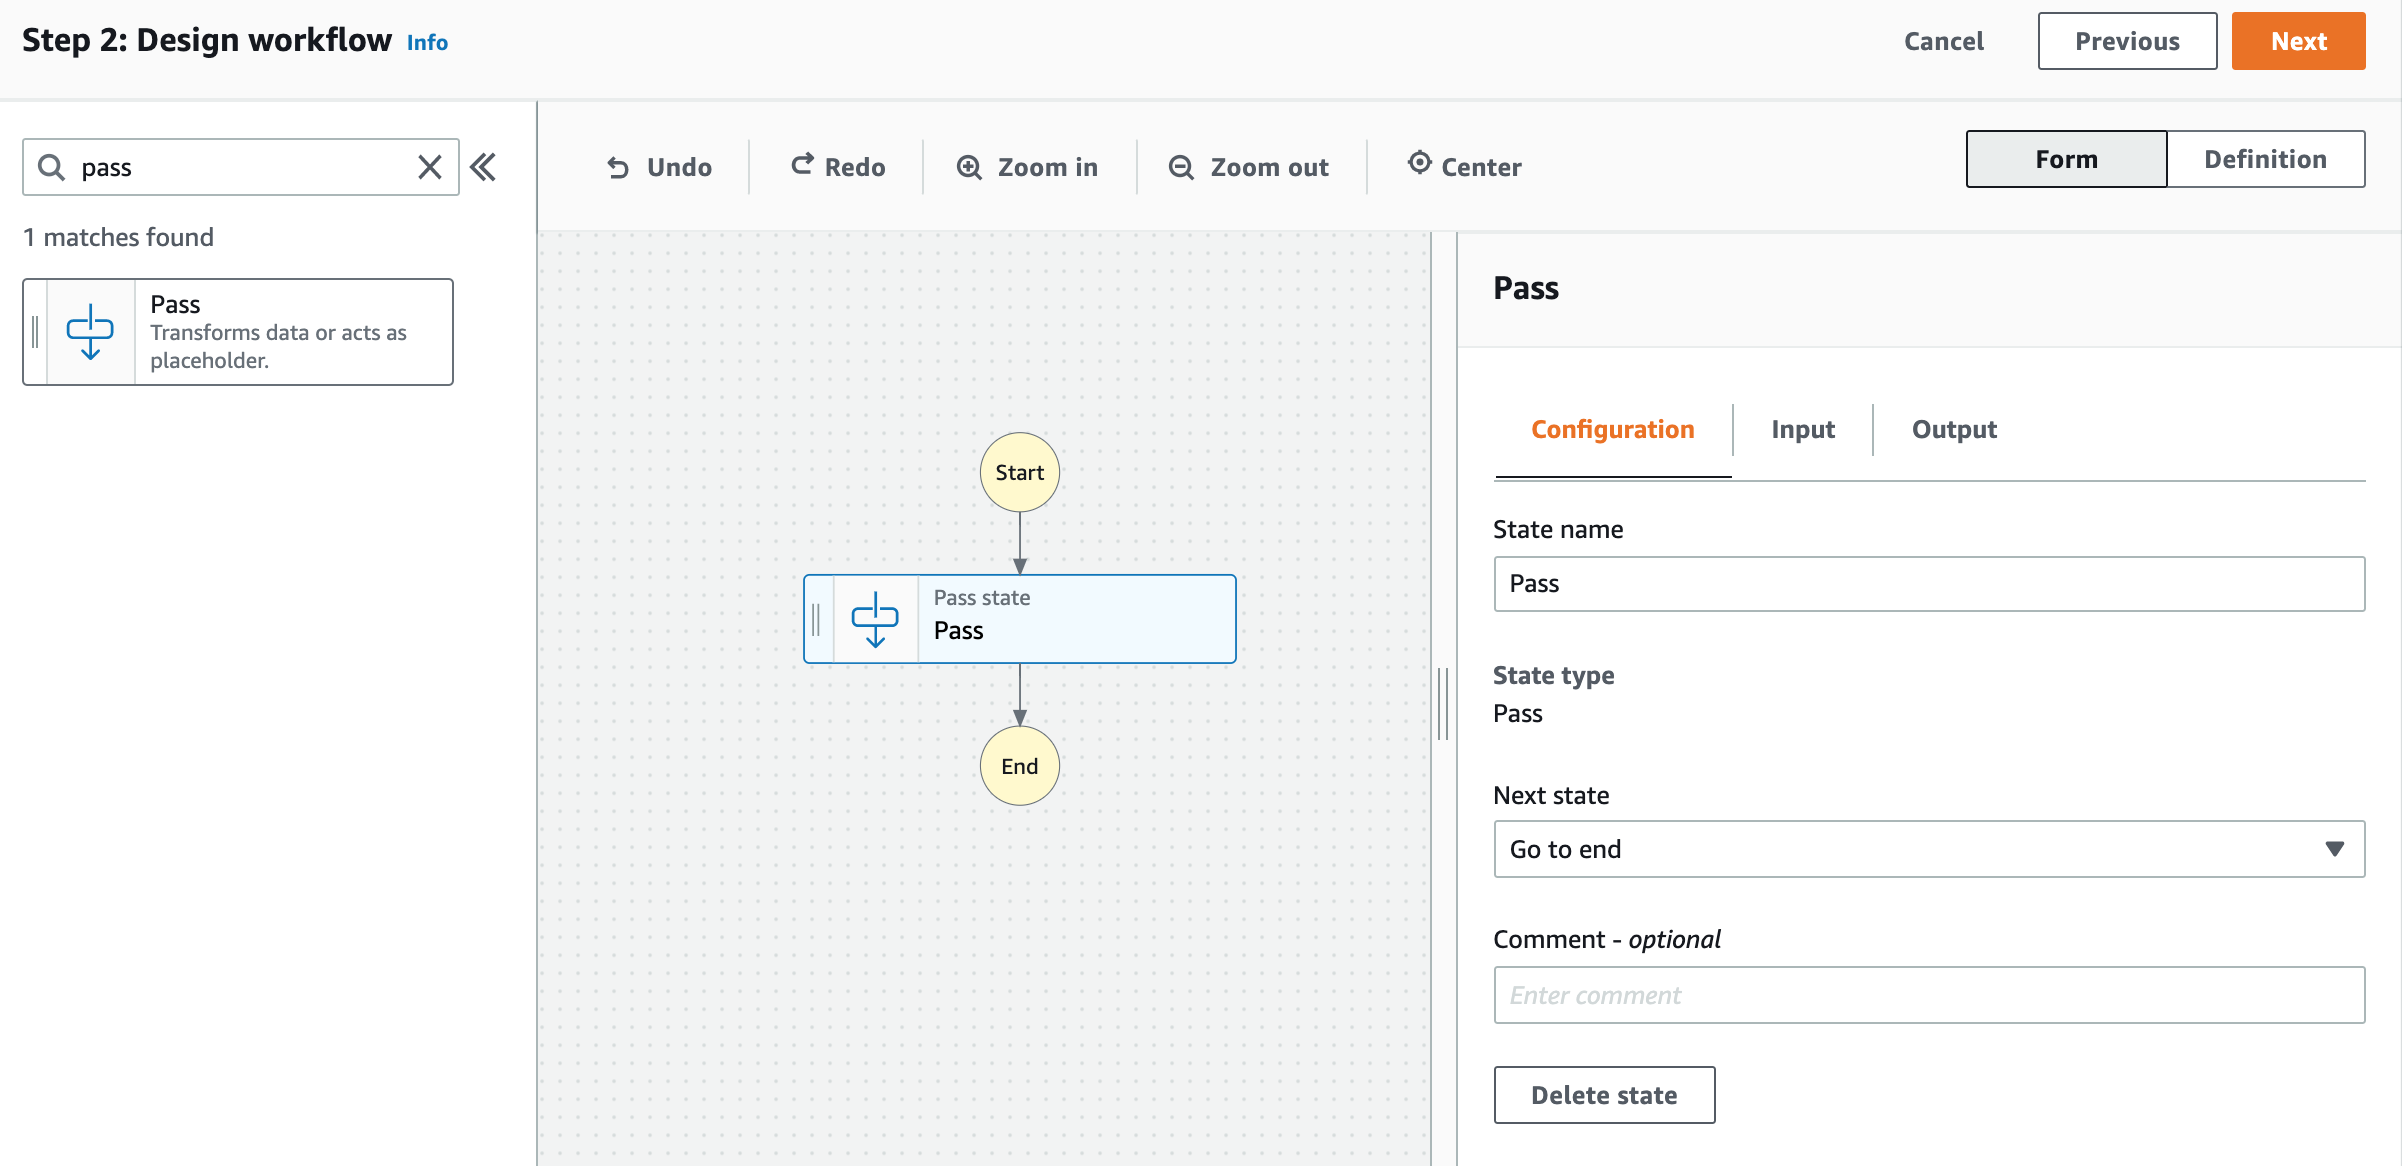 Step 2: Design workflow Info
Cancel
Previous
Next
pass
1 matches found
Pass
Transforms data or acts as
placeholder.
Undo
Redo
Zoom in
Zoom out
Center
Form
Definition
Start
Pass state
Pass
End
Pass
Configuration
Input
Output
State name
Pass
State type
Pass
Next state
Go to end
Comment - optional
Enter comment
Delete state